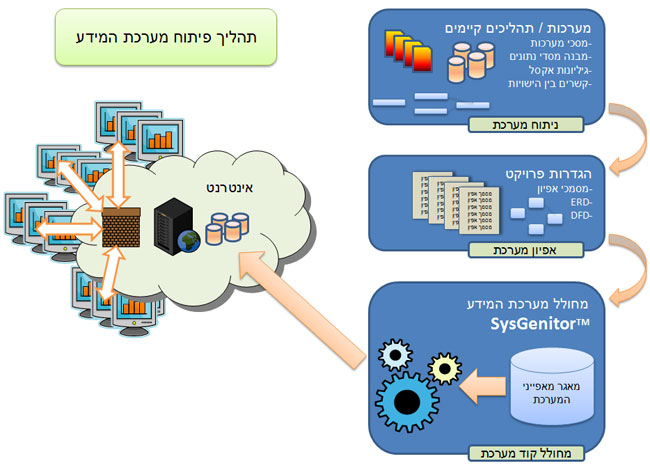 תהליך פיתוח מערכת המידע
מערכות / תהליכים קיימים
-מסכי מערכות
-מבנה מסדי נתונים
-גיליונות אקסל
-קשרים בין הישויות
ניתוח מערכת
הגדרות פרויקט
-מסמכי אפיון
-ERD
-DFD
מסמך אפיון
אפיון מערכת
אינטרנט
מחולל מערכת המידע
SysGenitor™
מאגר מאפייני
המערכת
מחולל קוד מערכת